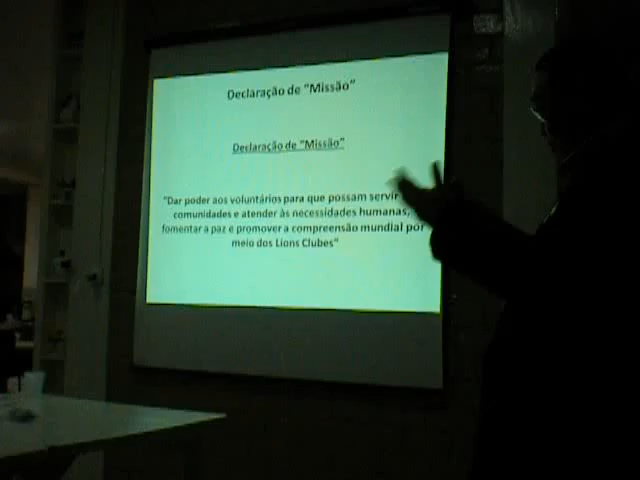 Declaração de "Missão"
Declaração de "Missão"
"Dar poder aos voluntários para que possam servir
comunidades e atender às necessidades humanas,
fomentar a paz e promover a compreensão mundial por
meio dos Lions Clubes"